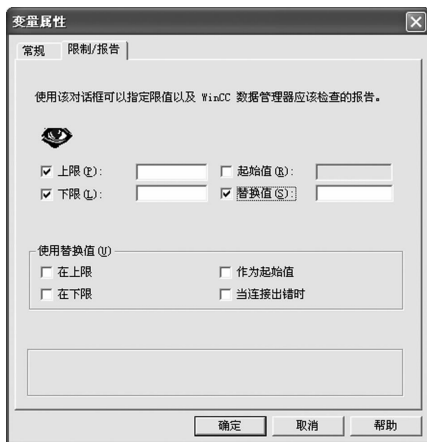 变量属性
常规 限制/报告
使用该对话框可以指定限值以及 WinCC 数据管理器应该检查的报告。
上限(P): 起始值(R):
下限(L): 替换值(S):
使用替换值(U)
在上限 作为起始值
在下限 当连接出错时
确定 取消 帮助